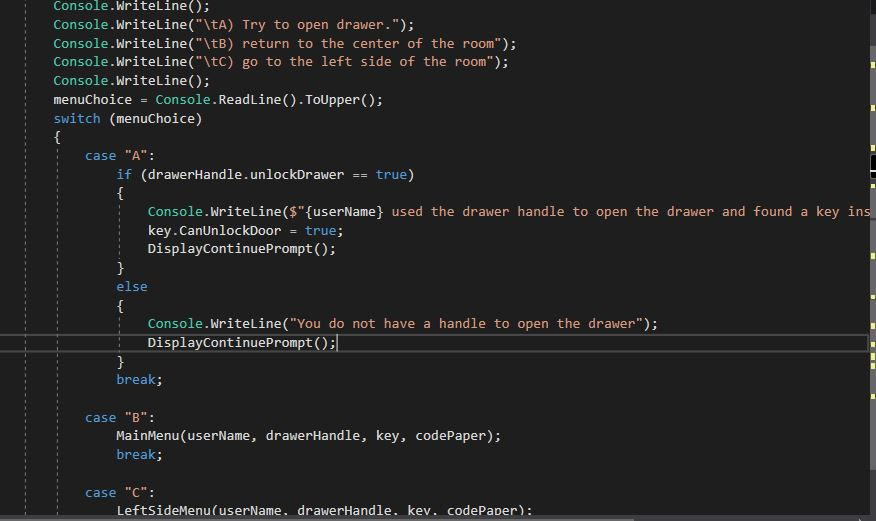 Console.WriteLine();
Console.WriteLine("\tA) Try to open drawer.");
Console.WriteLine("\tB) return to the center of the room");
Console.WriteLine("\tC) go to the left side of the room");
Console.WriteLine();
menuChoice = Console.ReadLine().ToUpper();
switch (menuChoice)
{
case "A":
if (drawerHandle.unlockDrawer == true)
{
Console.WriteLine($"{userName} used the drawer handle to open the drawer and found a key ins
key.CanUnlockDoor = true;
DisplayContinuePrompt();
}
else
{
Console.WriteLine("You do not have a handle to open the drawer");
DisplayContinuePrompt();
}
break;
case "B":
MainMenu(userName, drawerHandle, key, codePaper);
break;
case "C":
LeftSideMenu(userName, drawerHandle, key, codePaper);